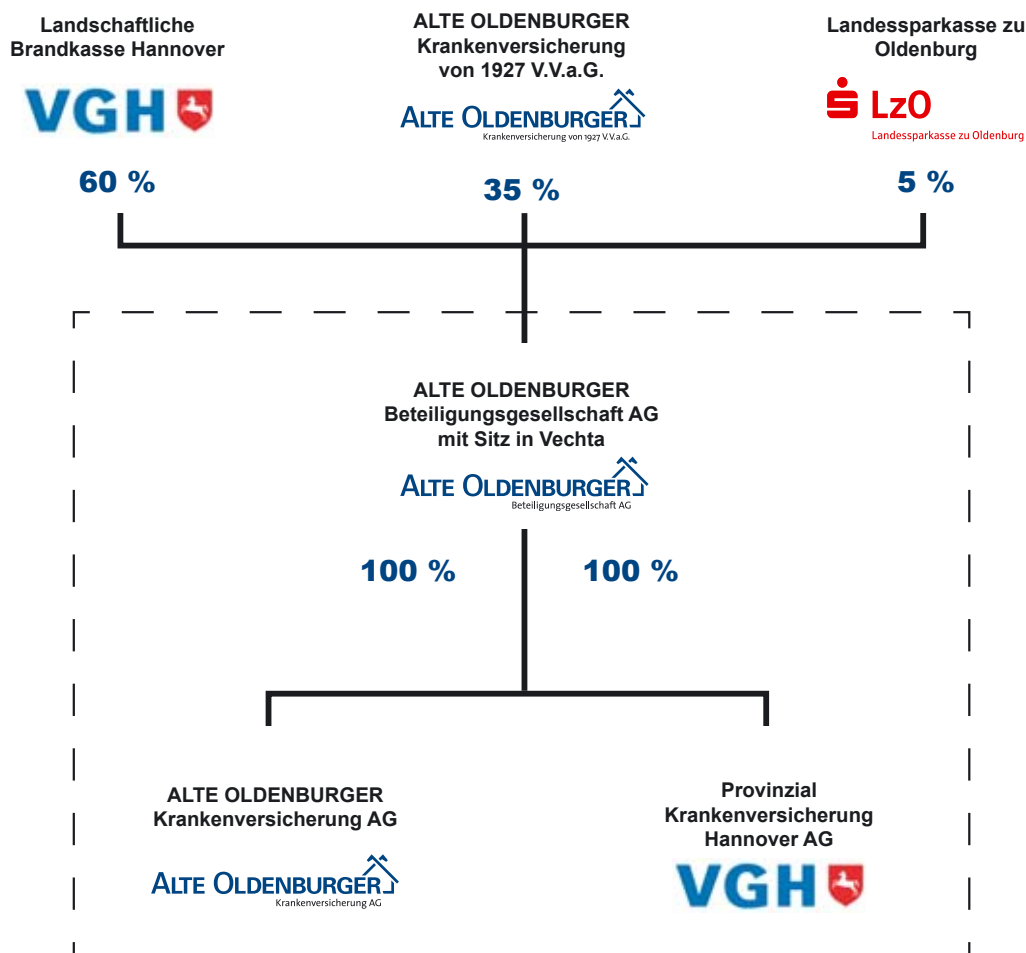 Landschaftliche
Brandkasse Hannover
VGH
60 %
ALTE OLDENBURGER
Krankenversicherung
von 1927 V.V.a.G.
ALTE OLDENBURGER
Krankenversicherung von 1927 V.V.a.G.
35 %
Landessparkasse zu
Oldenburg
LzO
Landessparkasse zu Oldenburg
5 %
ALTE OLDENBURGER
Beteiligungsgesellschaft AG
mit Sitz in Vechta
ALTE OLDENBURGER
Beteiligungsgesellschaft AG
100 %
100 %
ALTE OLDENBURGER
Krankenversicherung AG
ALTE OLDENBURGER
Krankenversicherung AG
Provinzial
Krankenversicherung
Hannover AG
VGH